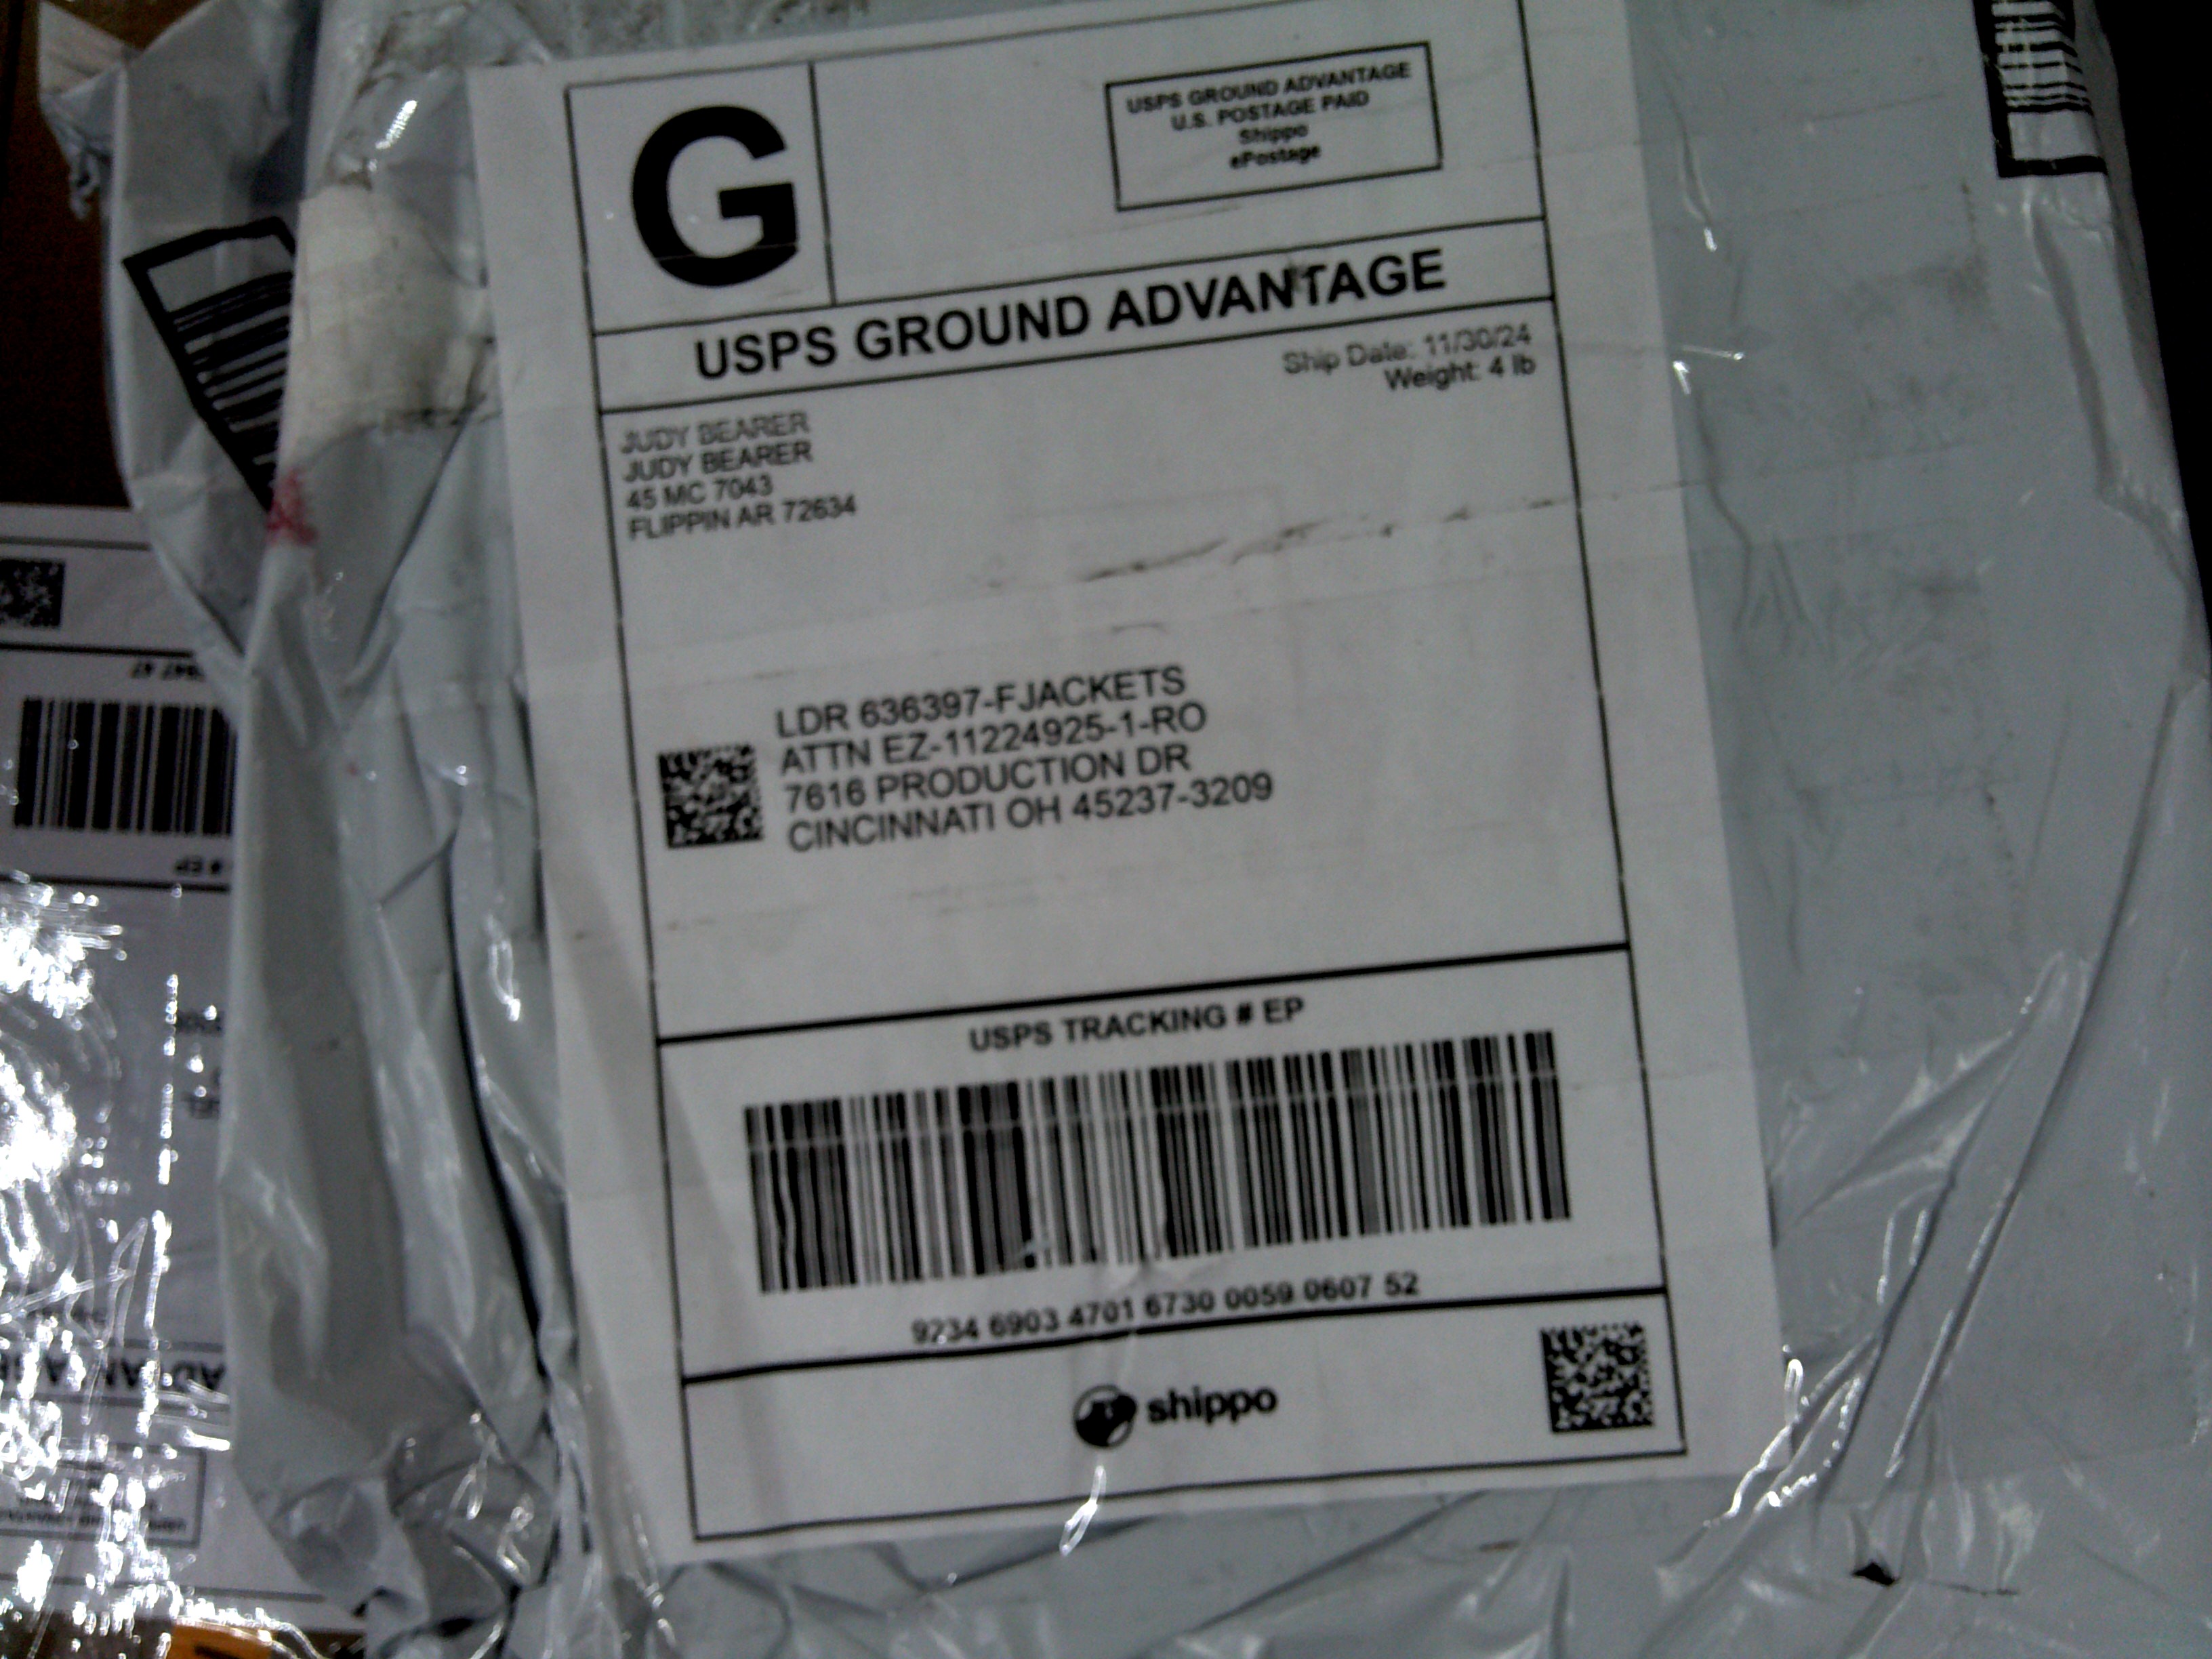 G
USPS GROUND ADVANTAGE
U.S. POSTAGE PAID
Shippo
ePostage
USPS GROUND ADVANTAGE
Ship Date: 11/30/24
Weight: 4 lb
JUDY BEARER
JUDY BEARER
45 MC 7043
FLIPPIN AR 72634
LDR 636397-FJACKETS
ATTN EZ-11224925-1-RO
7616 PRODUCTION DR
CINCINNATI OH 45237-3209
USPS TRACKING # EP
9234 6903 4701 6730 0059 0607 52
shippo
# EP